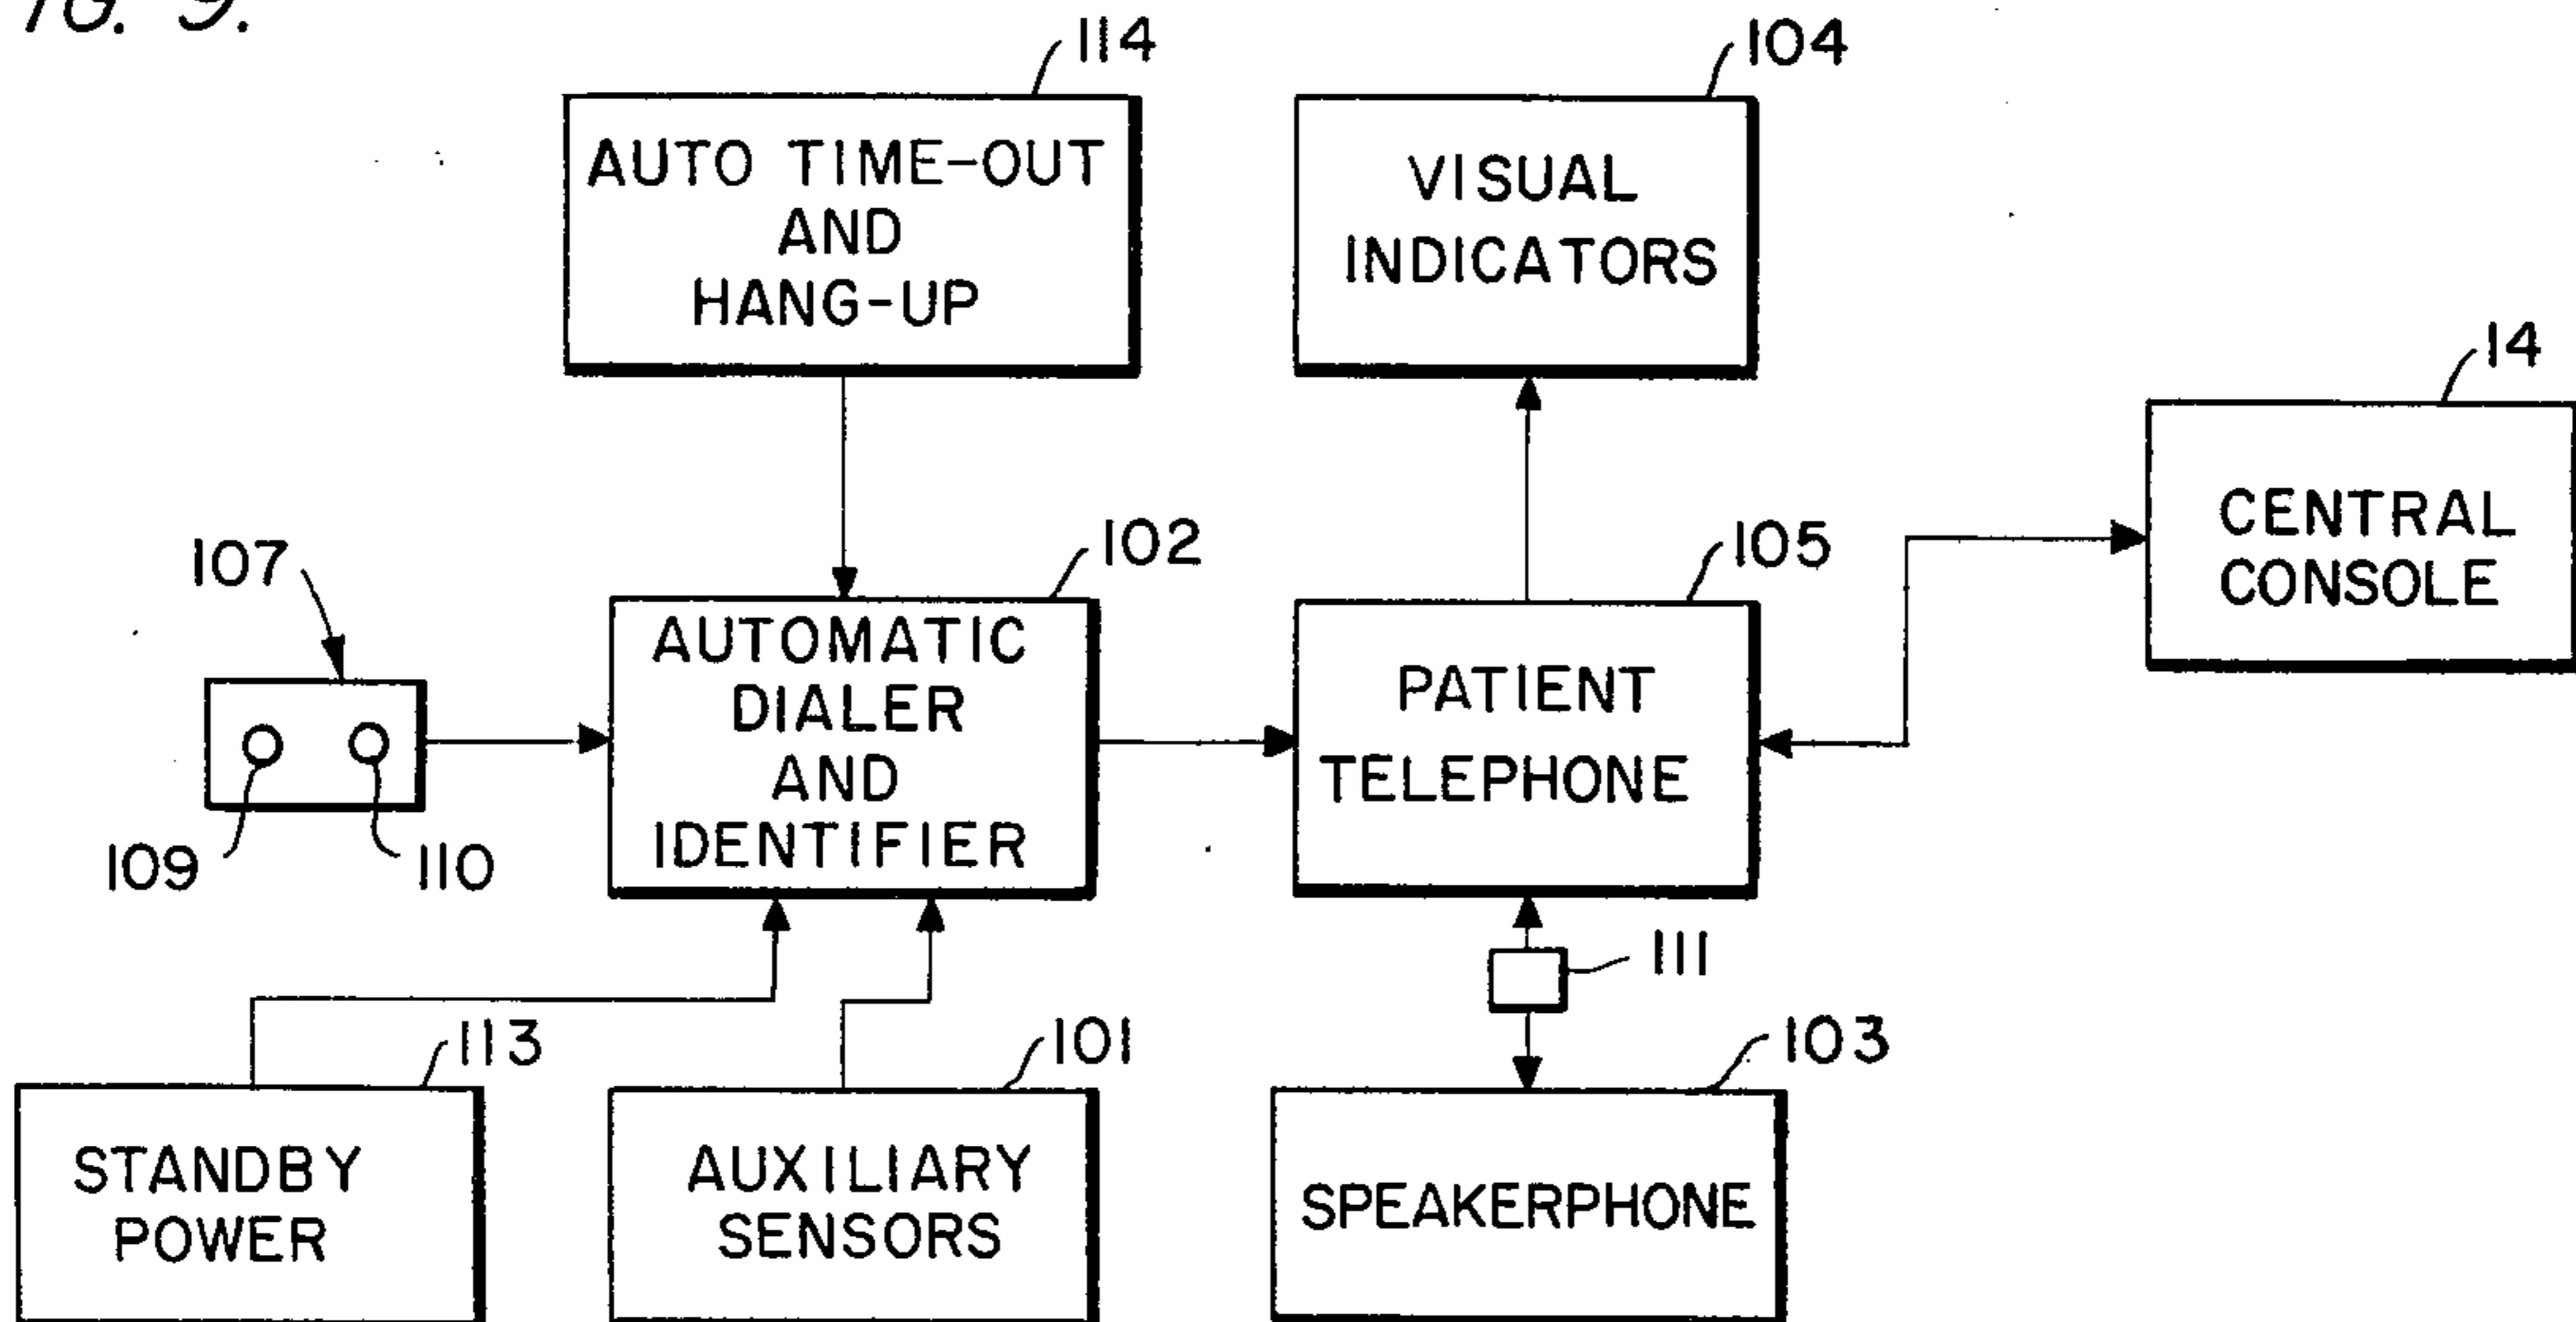 9.
114
104
AUTO TIME-OUT
AND
HANG-UP
VISUAL
INDICATORS
14
CENTRAL
CONSOLE
107
102
105
AUTOMATIC
DIALER
AND
IDENTIFIER
PATIENT
TELEPHONE
109
110
111
113
101
103
STANDBY
POWER
AUXILIARY
SENSORS
SPEAKERPHONE